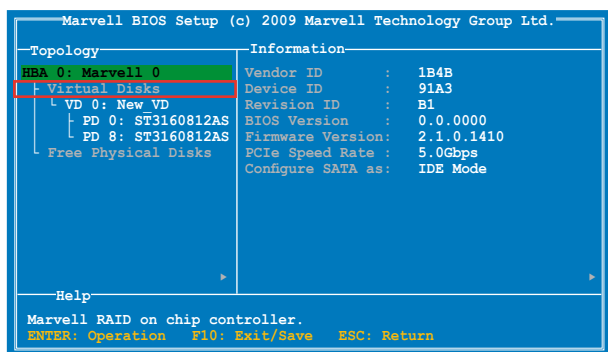 Marvell BIOS Setup (c) 2009 Marvell Technology Group Ltd.
Topology
HBA 0: Marvell 0
Virtual Disks
VD 0: New_VD
PD 0: ST3160812AS
PD 8: ST3160812AS
Free Physical Disks
Information
Vendor ID : 1B4B
Device ID : 91A3
Revision ID : B1
BIOS Version : 0.0.0000
Firmware Version: 2.1.0.1410
PCIe Speed Rate : 5.0Gbps
Configure SATA as: IDE Mode
Help
Marvell RAID on chip controller.
ENTER: Operation F10: Exit/Save ESC: Return